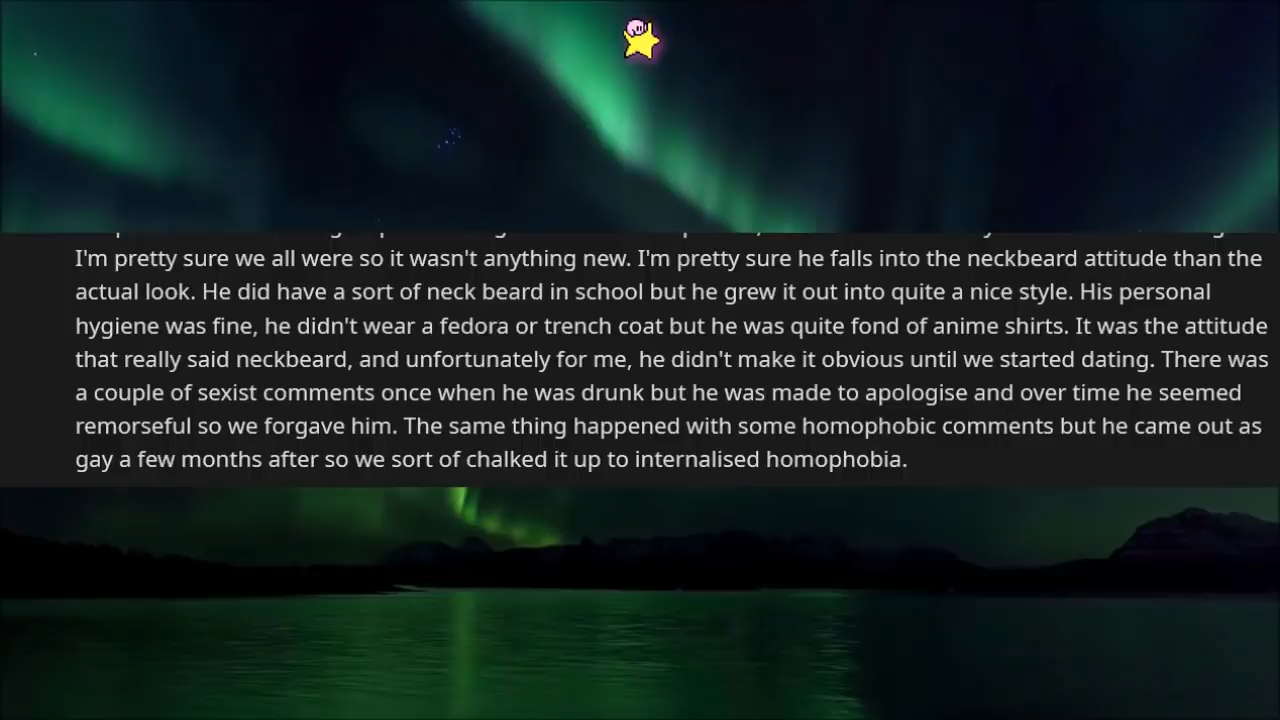 I'm pretty sure we all were so it wasn't anything new. I'm pretty sure he falls into the neckbeard attitude than the
actual look. He did have a sort of neck beard in school but he grew it out into quite a nice style. His personal
hygiene was fine, he didn't wear a fedora or trench coat but he was quite fond of anime shirts. It was the attitude
that really said neckbeard, and unfortunately for me, he didn't make it obvious until we started dating. There was
a couple of sexist comments once when he was drunk but he was made to apologise and over time he seemed
remorseful so we forgave him. The same thing happened with some homophobic comments but he came out as
gay a few months after so we sort of chalked it up to internalised homophobia.